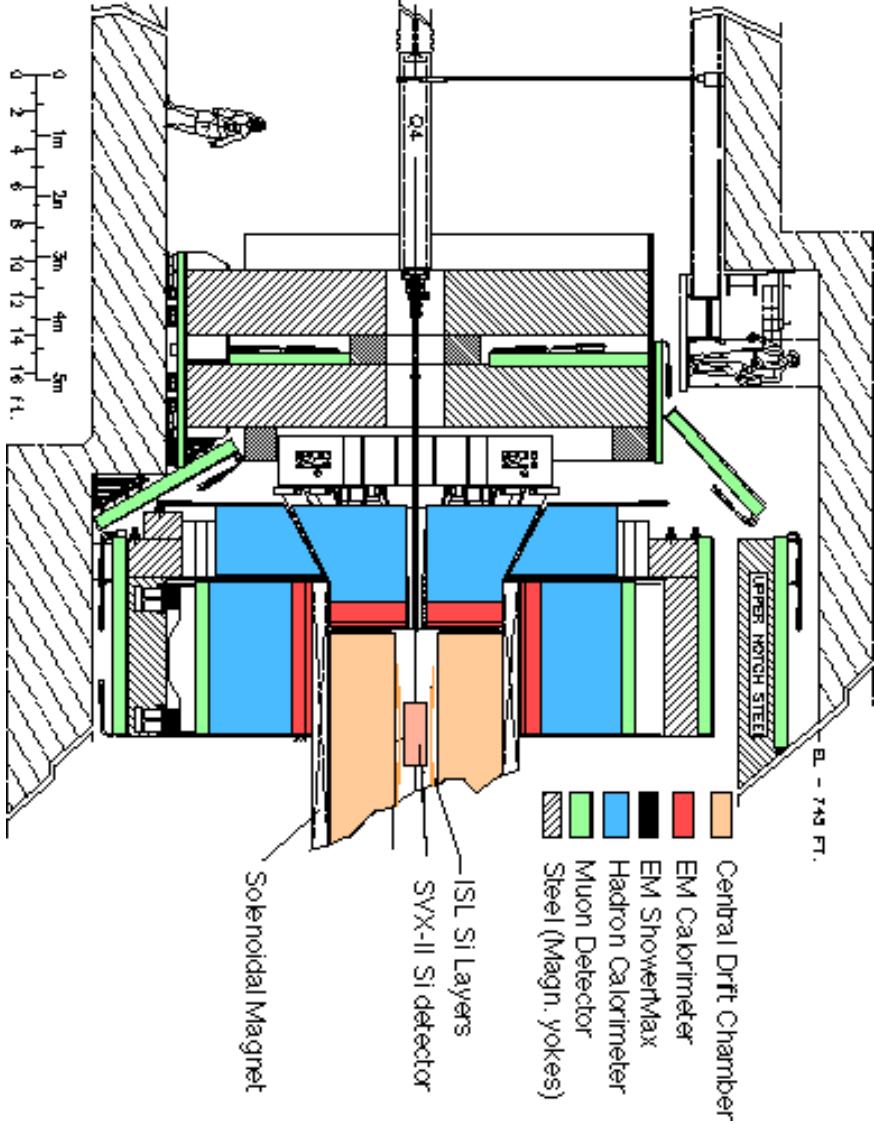 Q4
0 2 4 6 8 10 12 14 16 ft.
0 1m 2m 3m 4m 5m
UPPER NOTCH STEEL
EL - 743 FT.
Central Drift Chamber
EM Calorimeter
EM ShowerMax
Hadron Calorimeter
Muon Detector
Steel (Magn. yokes)
ISL Si Layers
SVX-II Si detector
Solenoidal Magnet